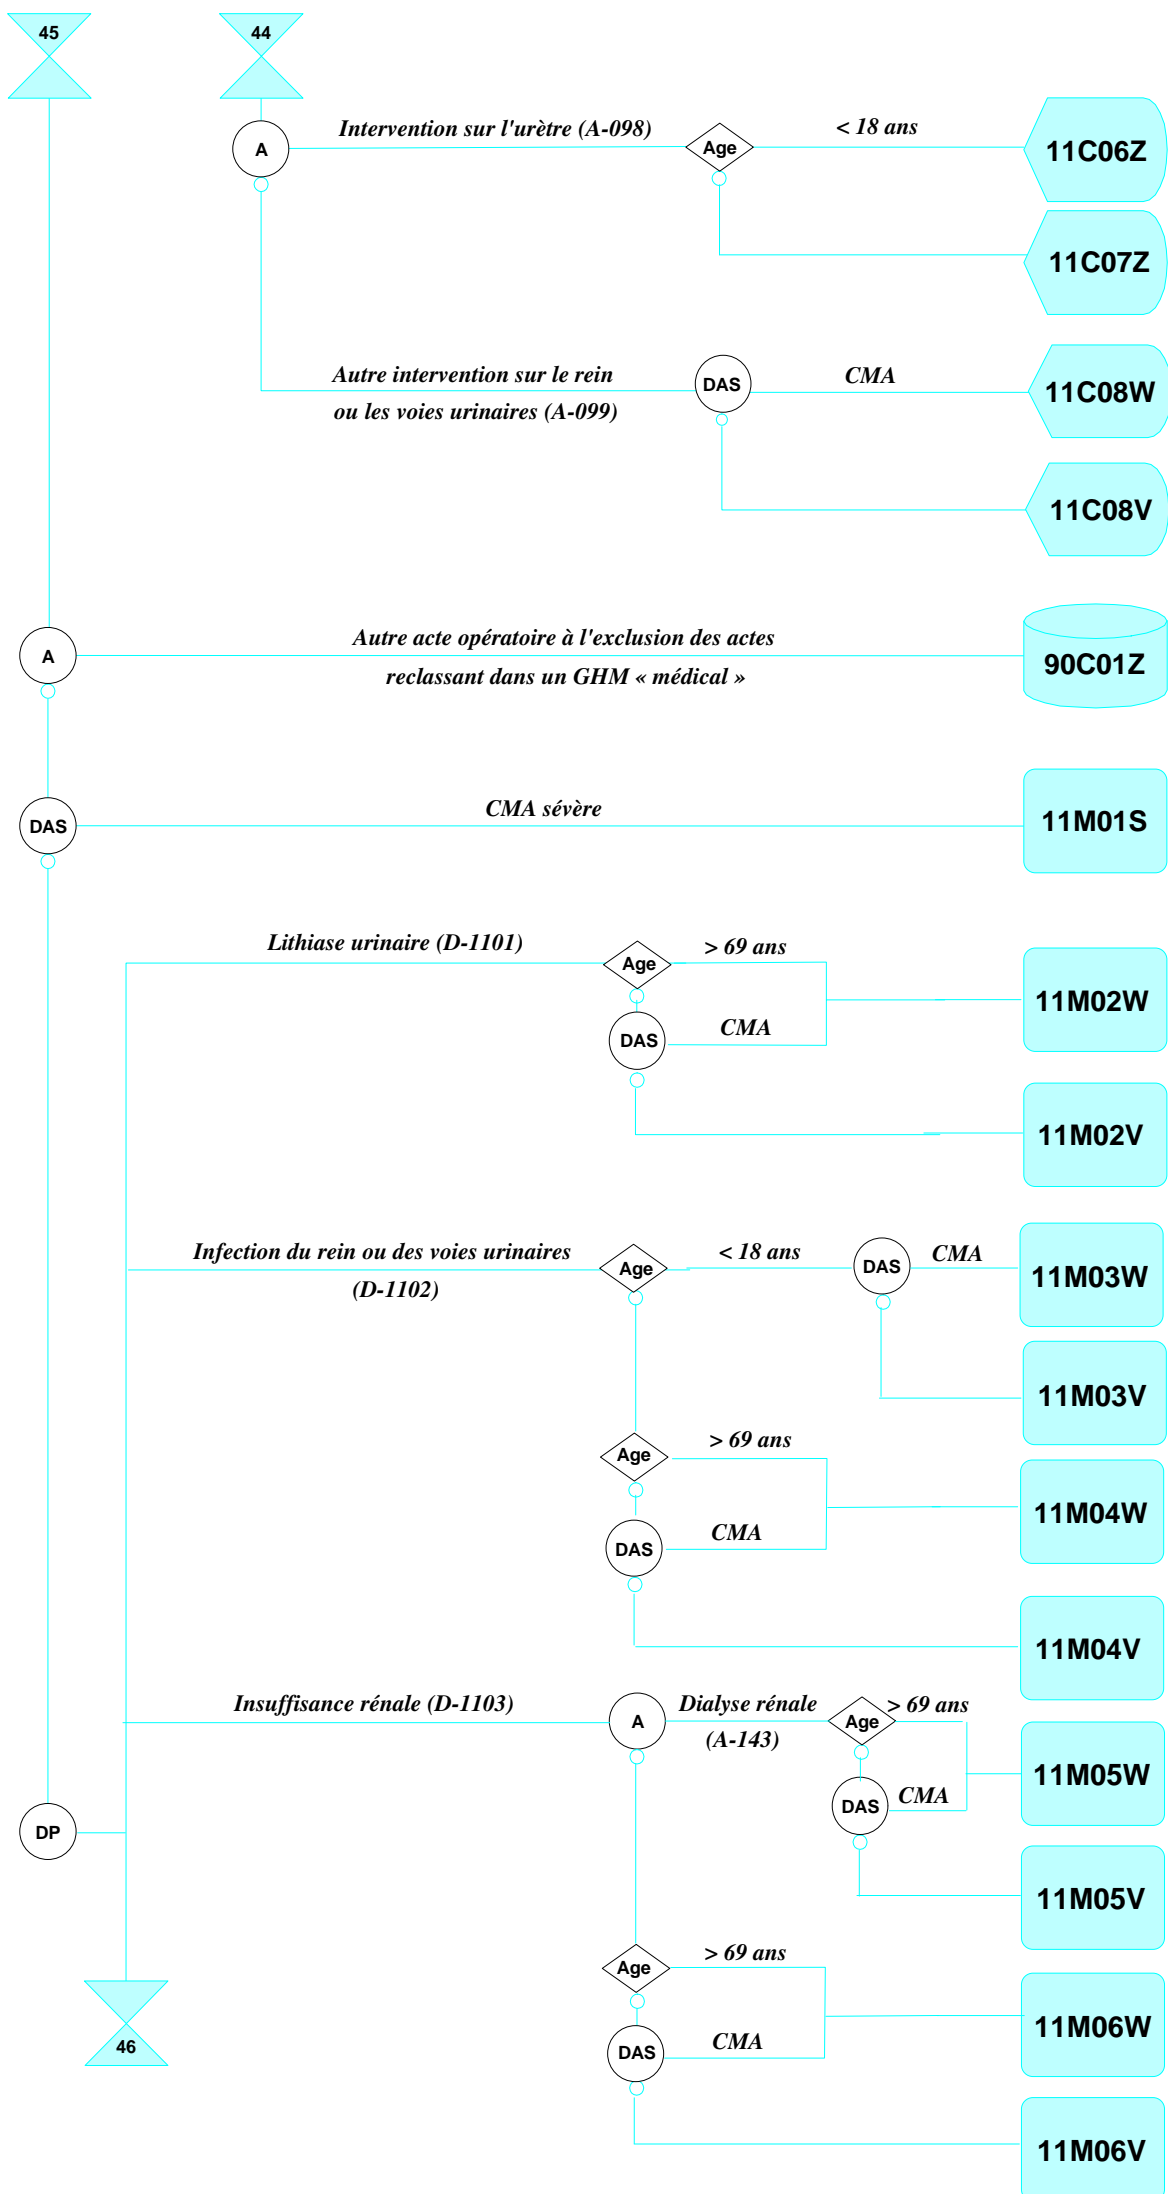 45
44
A
Intervention sur l'urètre (A-098)
Age
< 18 ans
11C06Z
11C07Z
Autre intervention sur le rein
ou les voies urinaires (A-099)
DAS
CMA
11C08W
11C08V
A
Autre acte opératoire à l'exclusion des actes
reclassant dans un GHM « médical »
90C01Z
DAS
CMA sévère
11M01S
Lithiase urinaire (D-1101)
Age
> 69 ans
DAS
CMA
11M02W
11M02V
Infection du rein ou des voies urinaires
(D-1102)
Age
< 18 ans
DAS
CMA
11M03W
11M03V
Age
> 69 ans
DAS
CMA
11M04W
11M04V
Insuffisance rénale (D-1103)
A
Dialyse rénale
(A-143)
Age
> 69 ans
DAS
CMA
11M05W
DP
11M05V
Age
> 69 ans
DAS
CMA
11M06W
46
11M06V